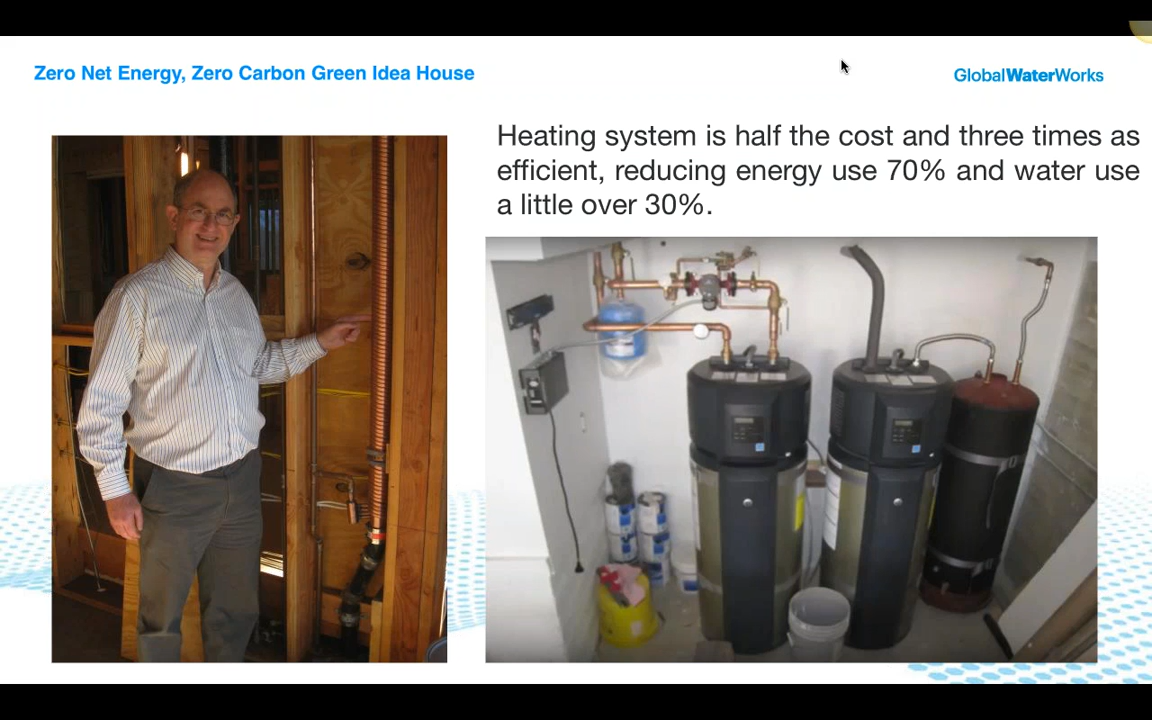 Zero Net Energy, Zero Carbon Green Idea House
GlobalWaterWorks
Heating system is half the cost and three times as
efficient, reducing energy use 70% and water use
a little over 30%.